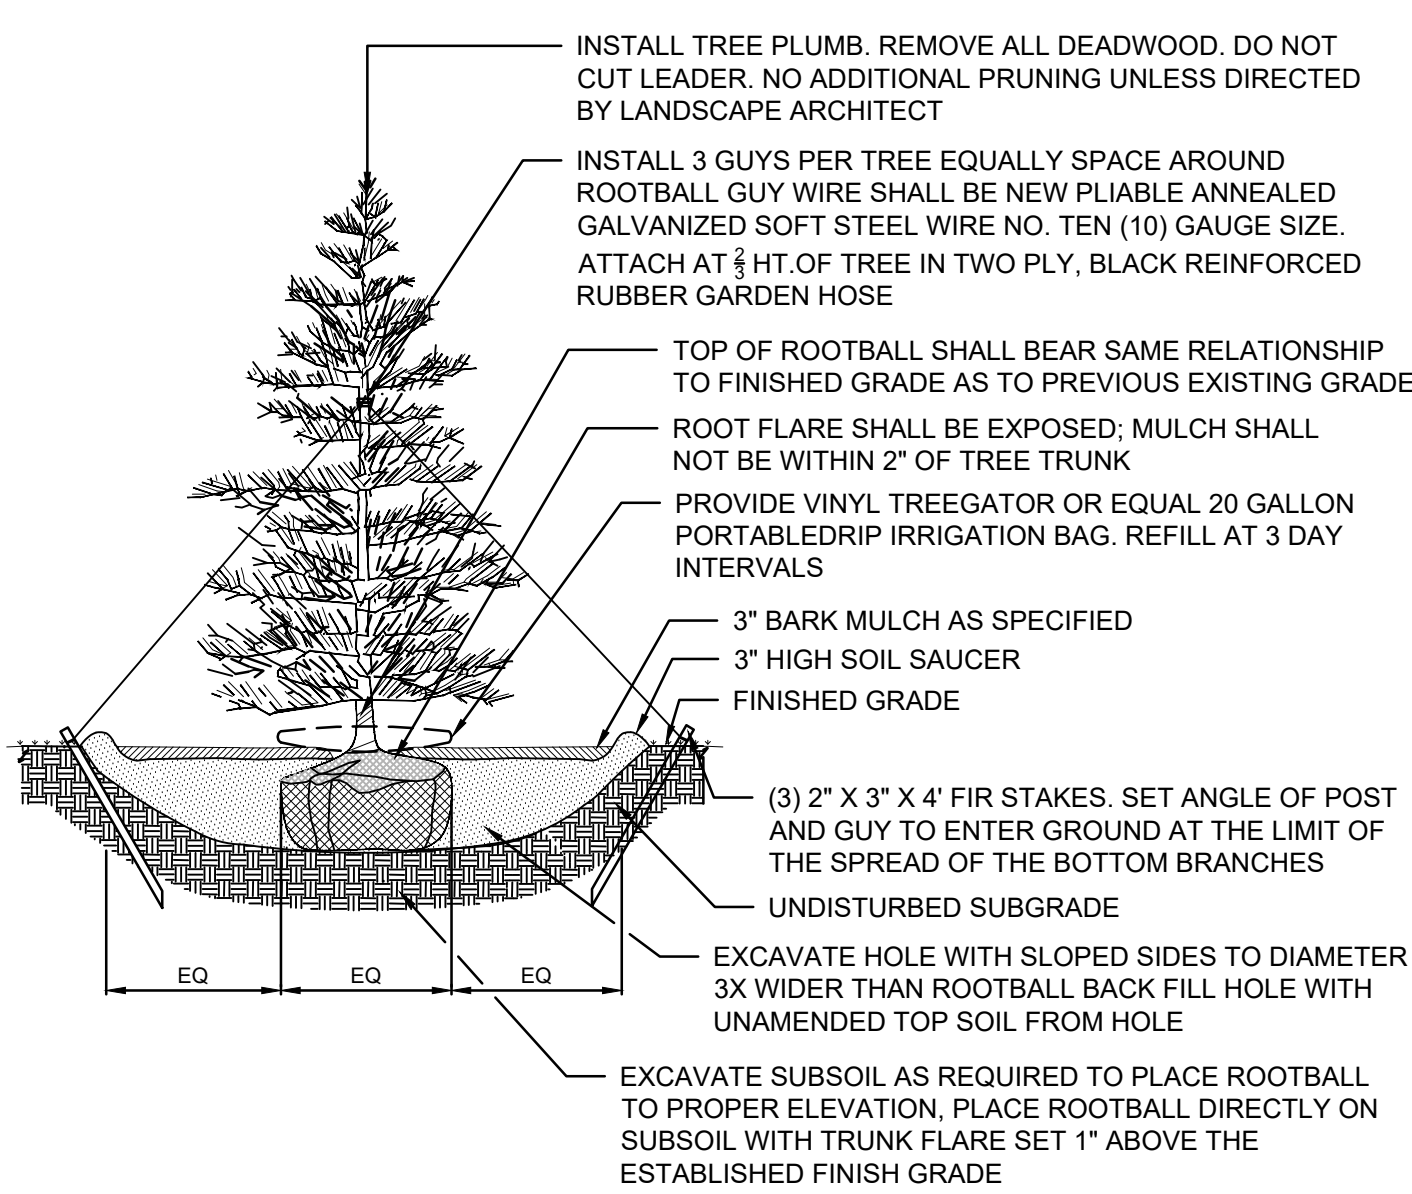 INSTALL TREE PLUMB. REMOVE ALL DEADWOOD. DO NOT
CUT LEADER. NO ADDITIONAL PRUNING UNLESS DIRECTED
BY LANDSCAPE ARCHITECT
INSTALL 3 GUYS PER TREE EQUALLY SPACE AROUND
ROOTBALL GUY WIRE SHALL BE NEW PLIABLE ANNEALED
GALVANIZED SOFT STEEL WIRE NO. TEN (10) GAUGE SIZE.
ATTACH AT 2/3 HT.OF TREE IN TWO PLY, BLACK REINFORCED
RUBBER GARDEN HOSE
TOP OF ROOTBALL SHALL BEAR SAME RELATIONSHIP
TO FINISHED GRADE AS TO PREVIOUS EXISTING GRADE
ROOT FLARE SHALL BE EXPOSED; MULCH SHALL
NOT BE WITHIN 2" OF TREE TRUNK
PROVIDE VINYL TREEGATOR OR EQUAL 20 GALLON
PORTABLEDRIP IRRIGATION BAG. REFILL AT 3 DAY
INTERVALS
3" BARK MULCH AS SPECIFIED
3" HIGH SOIL SAUCER
FINISHED GRADE
(3) 2" X 3" X 4' FIR STAKES. SET ANGLE OF POST
AND GUY TO ENTER GROUND AT THE LIMIT OF
THE SPREAD OF THE BOTTOM BRANCHES
UNDISTURBED SUBGRADE
EXCAVATE HOLE WITH SLOPED SIDES TO DIAMETER
3X WIDER THAN ROOTBALL BACK FILL HOLE WITH
UNAMENDED TOP SOIL FROM HOLE
EQ EQ EQ
EXCAVATE SUBSOIL AS REQUIRED TO PLACE ROOTBALL
TO PROPER ELEVATION, PLACE ROOTBALL DIRECTLY ON
SUBSOIL WITH TRUNK FLARE SET 1" ABOVE THE
ESTABLISHED FINISH GRADE